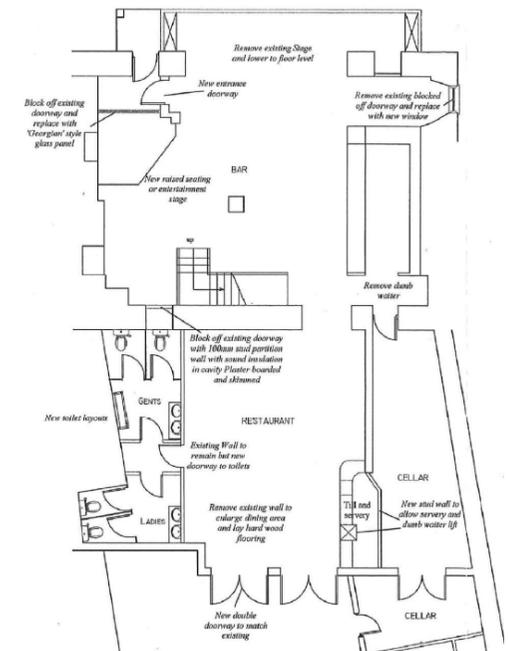 Remove existing Stage
and lower to floor level
New entrance
doorway
Block off existing
doorway and
replace with
'Georgian' style
glass panel
Remove existing blocked
off doorway and replace
with new window
New raised seating
or entertainment
stage
BAR
up
Remove dumb
waiter
Block off existing doorway
with 100mm stud partition
wall with sound insulation
in cavity Plaster boarded
and skimmed
GENTS
New toilet layouts
RESTAURANT
Existing Wall to
remain but new
doorway to toilets
CELLAR
Till and
servery
New stud wall to
allow servery and
dumb waiter lift
LADIES
Remove existing wall to
enlarge dining area
and lay hard wood
flooring
New double
doorway to match
existing
CELLAR